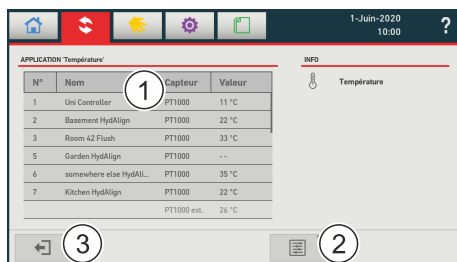 1-Juin-2020
10:00
?
APPLICATION 'Température'
INFO
N° Nom Capteur Valeur
Température
1 Uni Controller PT1000 11 °C
2 Basement HydAlign PT1000 22 °C
3 Room 42 Flush PT1000 33 °C
5 Garden HydAlign PT1000 --
6 somewhere else HydAli... PT1000 35 °C
7 Kitchen HydAlign PT1000 22 °C
PT1000 ext. 26 °C
1
3
2